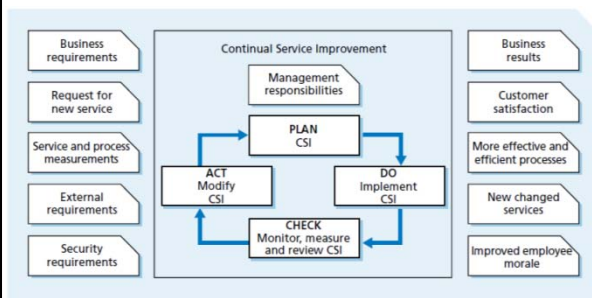 Business
requirements
Request for
new service
Service and process
measurements
External
requirements
Security
requirements
Continual Service Improvement
Management
responsibilities
PLAN
CSI
ACT
Modify
CSI
DO
Implement
CSI
CHECK
Monitor, measure
and review CSI
Business
results
Customer
satisfaction
More effective and
efficient processes
New changed
services
Improved employee
morale